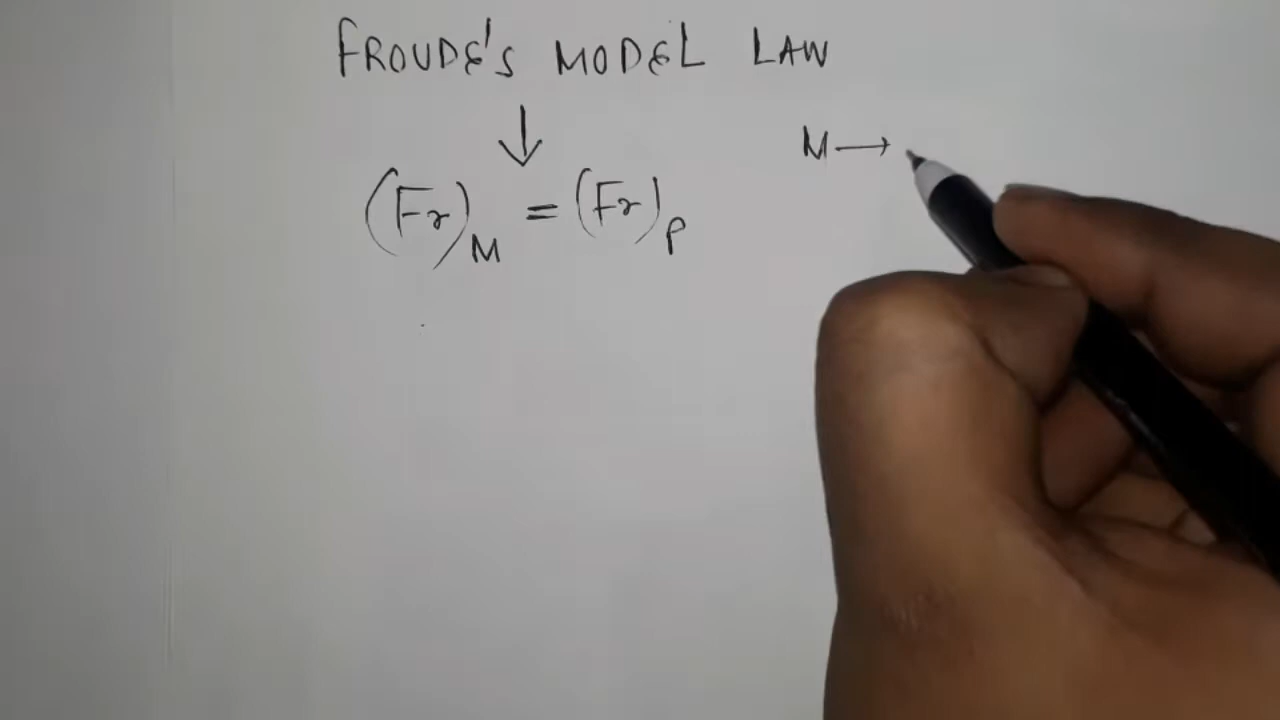 FROUDE's MODEL LAW
↓
M →
(Fr)M = (Fr)P